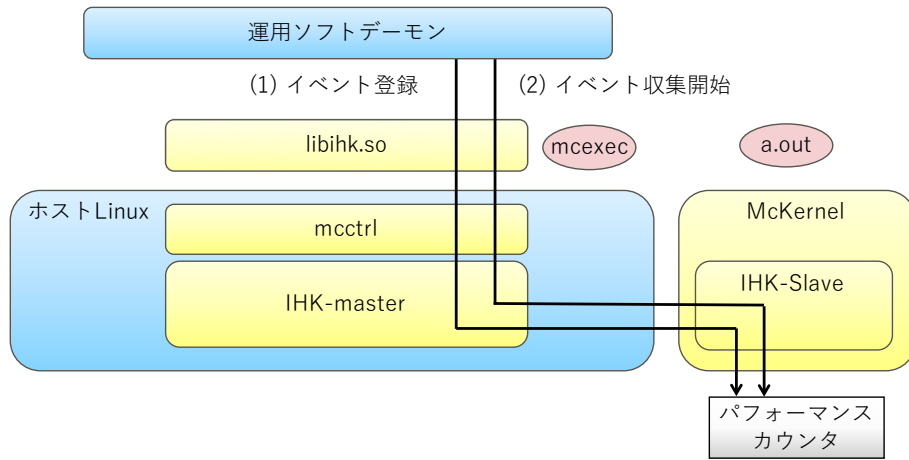 運用ソフトデーモン
(1) イベント登録
(2) イベント収集開始
libihk.so
mcexec
a.out
ホストLinux
McKernel
mcctrl
IHK-master
IHK-Slave
パフォーマンス
カウンタ